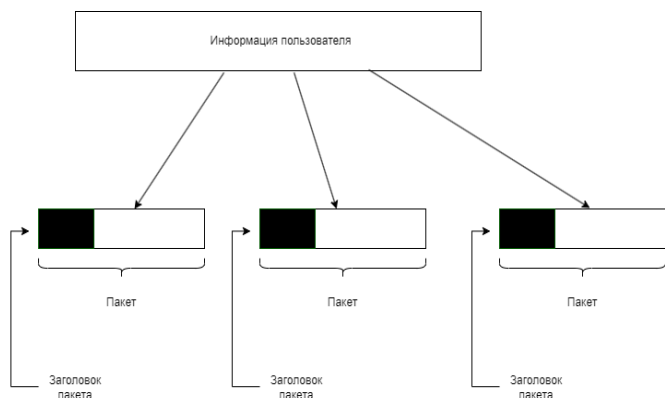 Информация пользователя
Пакет
Пакет
Пакет
Заголовок
пакета
Заголовок
пакета
Заголовок
пакета